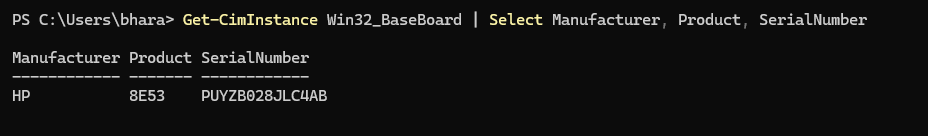 PS C:\Users\bhara> Get-CimInstance Win32_BaseBoard | Select Manufacturer, Product, SerialNumber
Manufacturer Product SerialNumber
------------ ------- ------------
HP           8E53    PUYZB028JLC4AB